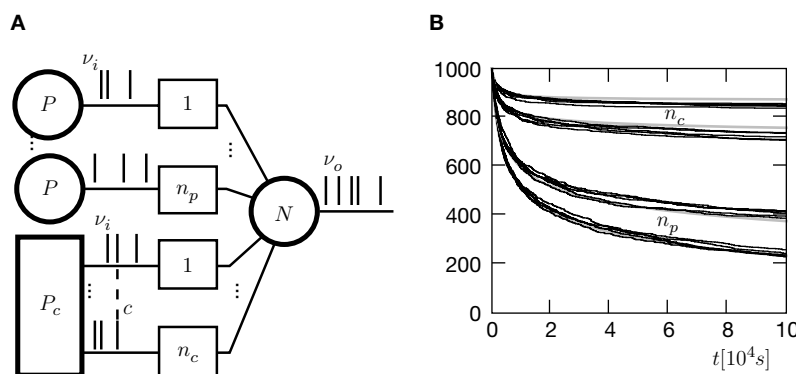 A
ν_i
P
1
⋮
⋮
ν_o
P
n_p
N
ν_i
1
P_c
⋮
⋮
c
n_c
B
1000
800
n_c
600
400
n_p
200
0
0 2 4 6 8 10
t[10^4 s]